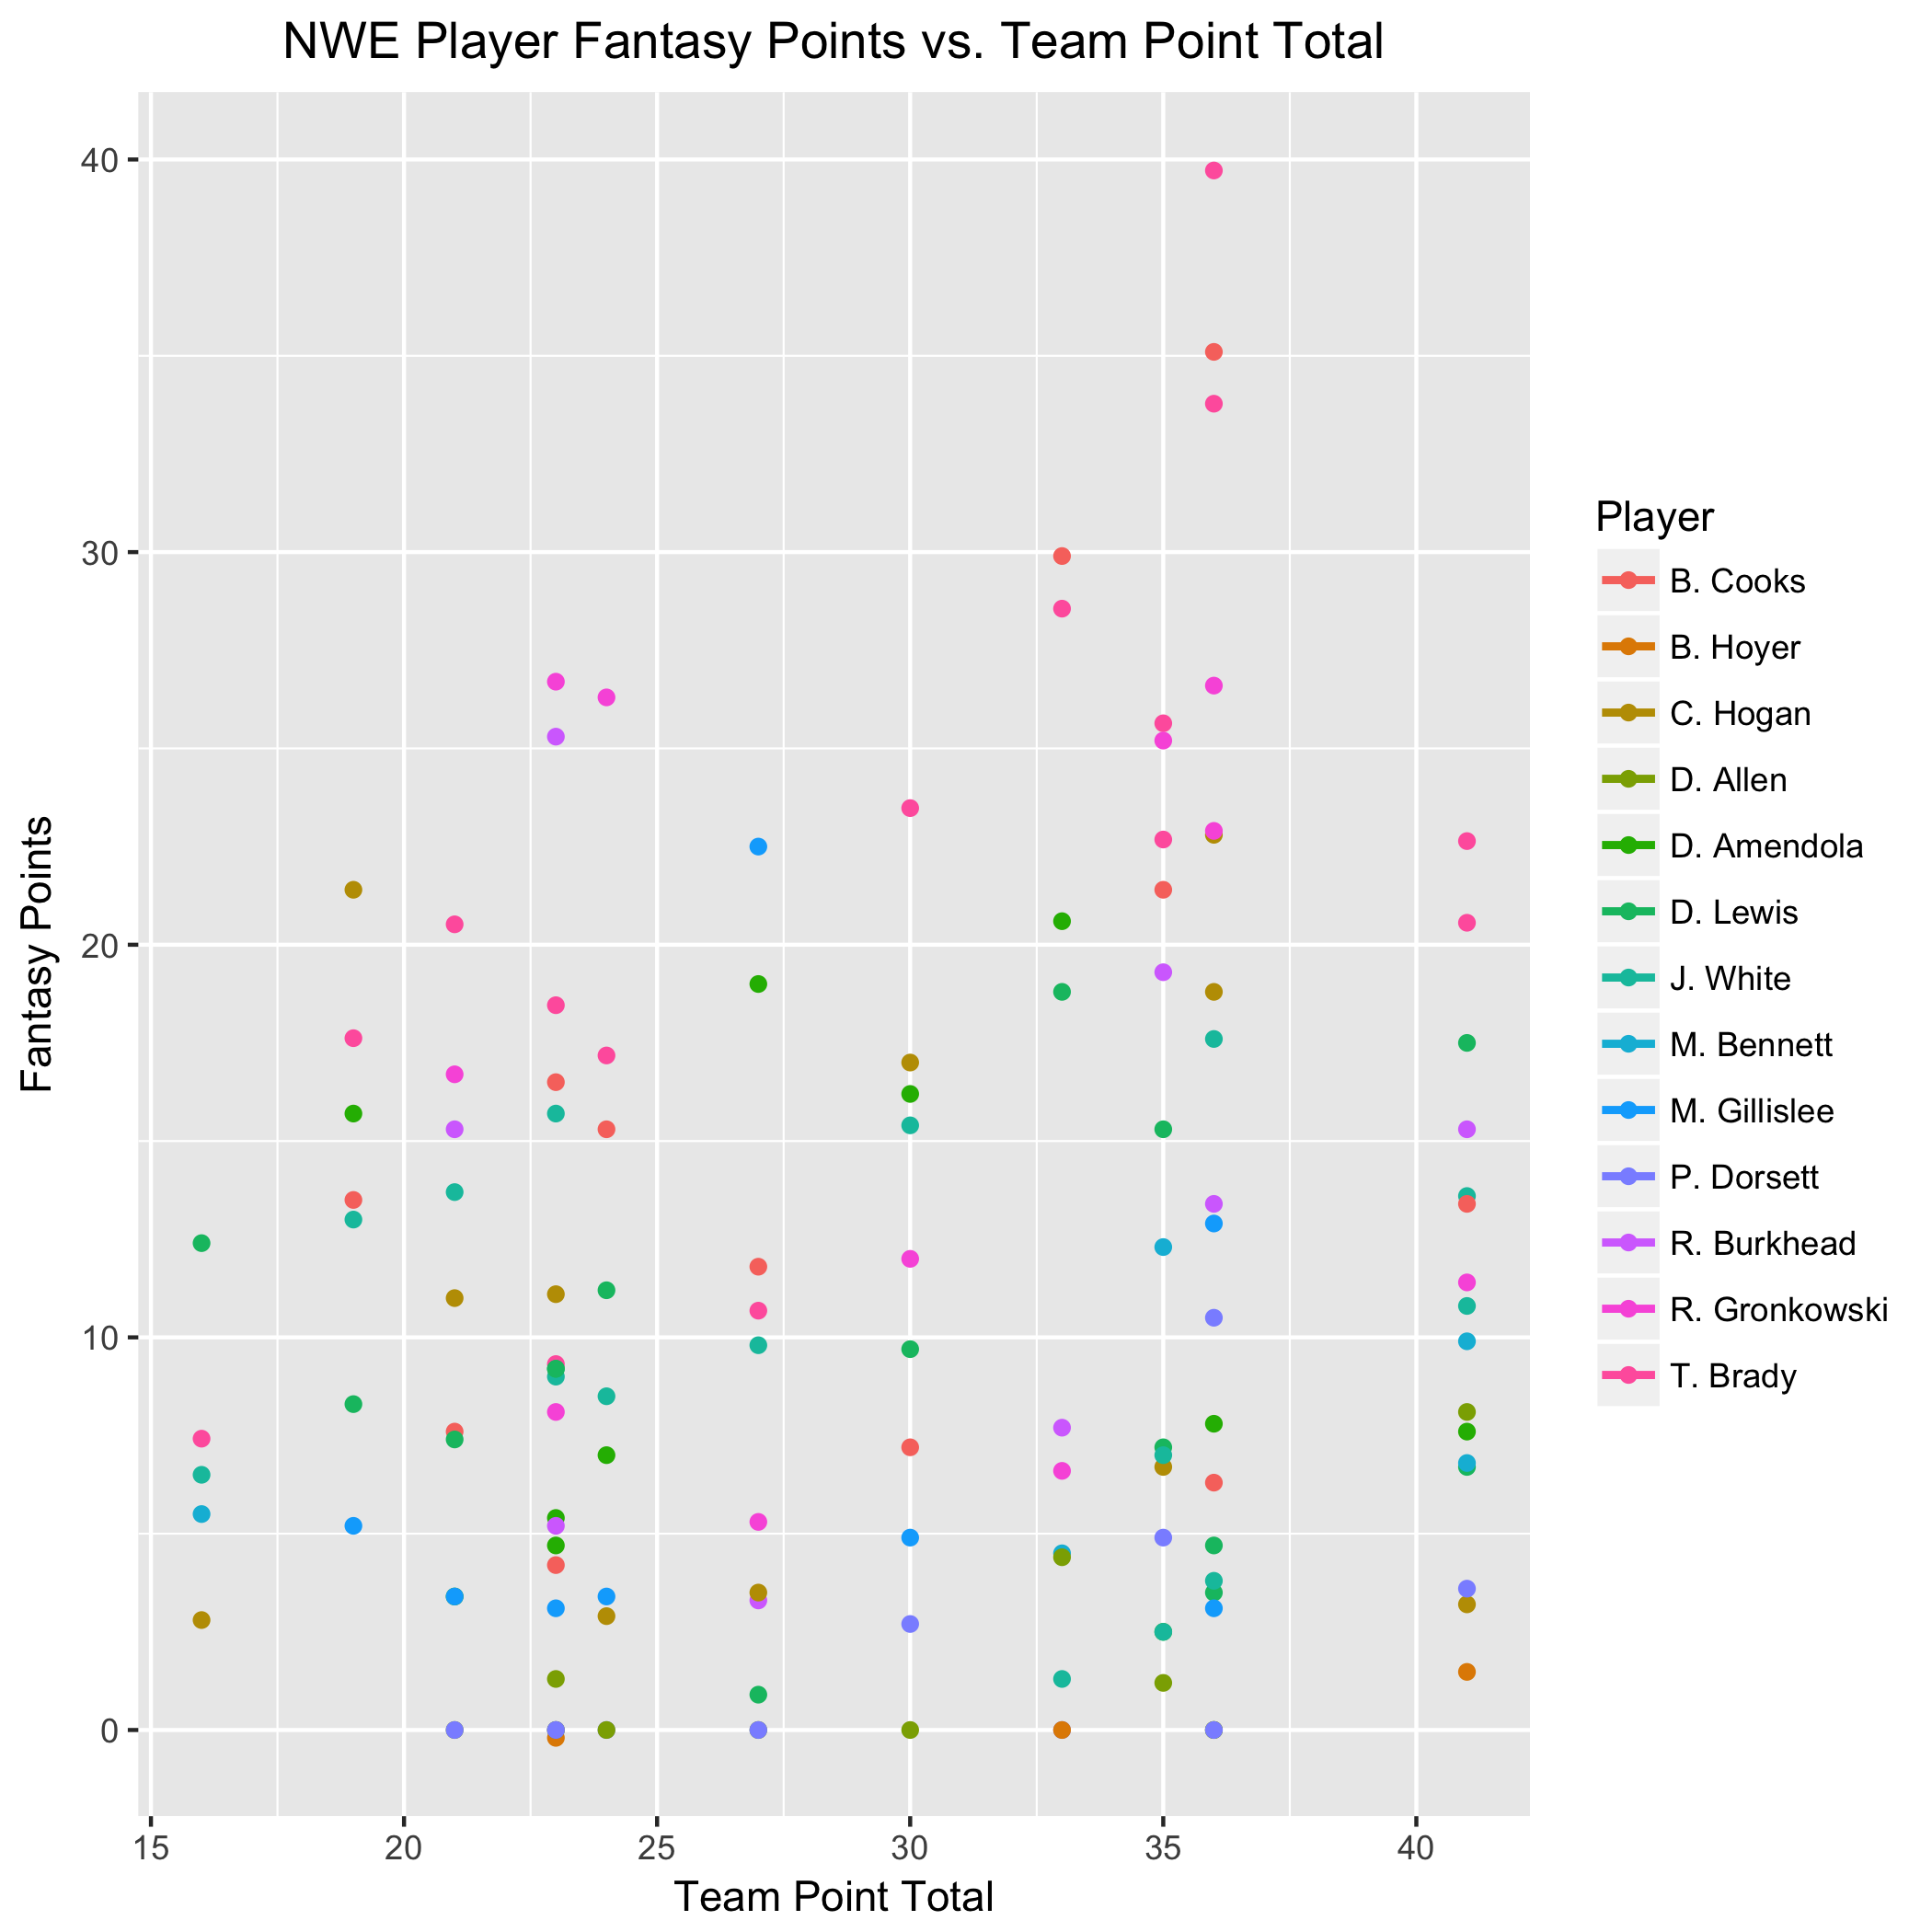 NWE Player Fantasy Points vs. Team Point Total
Fantasy Points
40
30
20
10
0
15 20 25 30 35 40
Team Point Total
Player
B. Cooks
B. Hoyer
C. Hogan
D. Allen
D. Amendola
D. Lewis
J. White
M. Bennett
M. Gillislee
P. Dorsett
R. Burkhead
R. Gronkowski
T. Brady